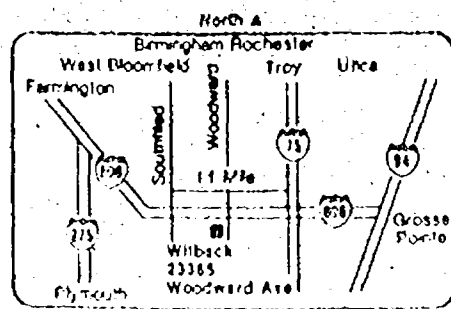 North
Birmingham Rochester
West Bloomfield Troy Utica
Farmington
Southfield
Woodward
75
94
11 Mile
696
696
275
Grosse
Pointe
Wilback
23365
Woodward Ave
Plymouth